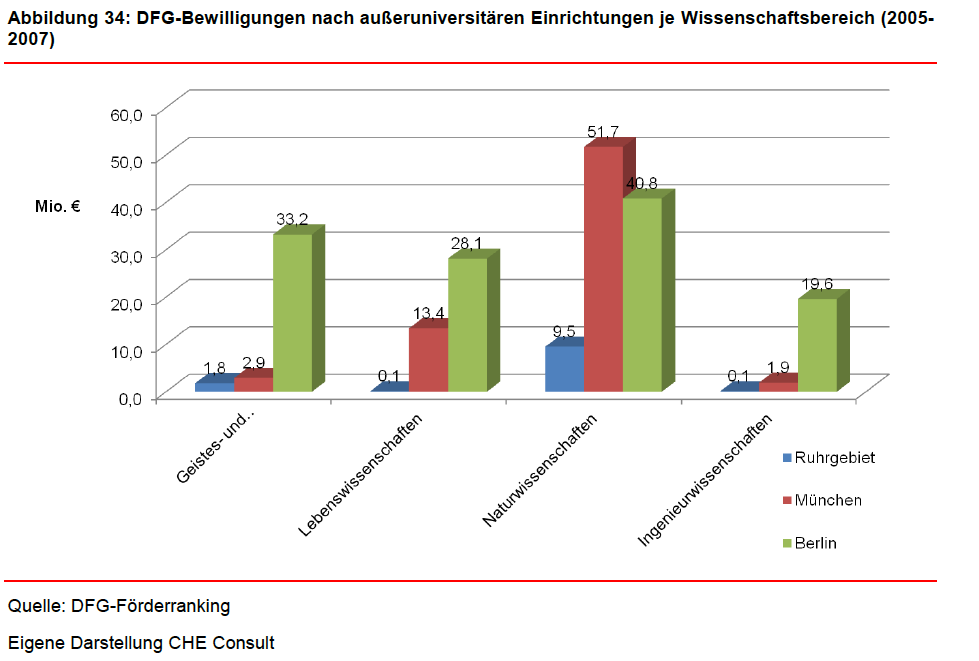 Abbildung 34: DFG-Bewilligungen nach außeruniversitären Einrichtungen je Wissenschaftsbereich (2005-
2007)
60,0
50,0
40,0
30,0
20,0
10,0
0,0
Mio. €
1,8
2,9
33,2
0,1
13,4
28,1
9,5
51,7
40,8
0,1
1,9
19,6
Geistes- und..
Lebenswissenschaften
Naturwissenschaften
Ingenieurwissenschaften
Ruhrgebiet
München
Berlin
Quelle: DFG-Förderranking
Eigene Darstellung CHE Consult